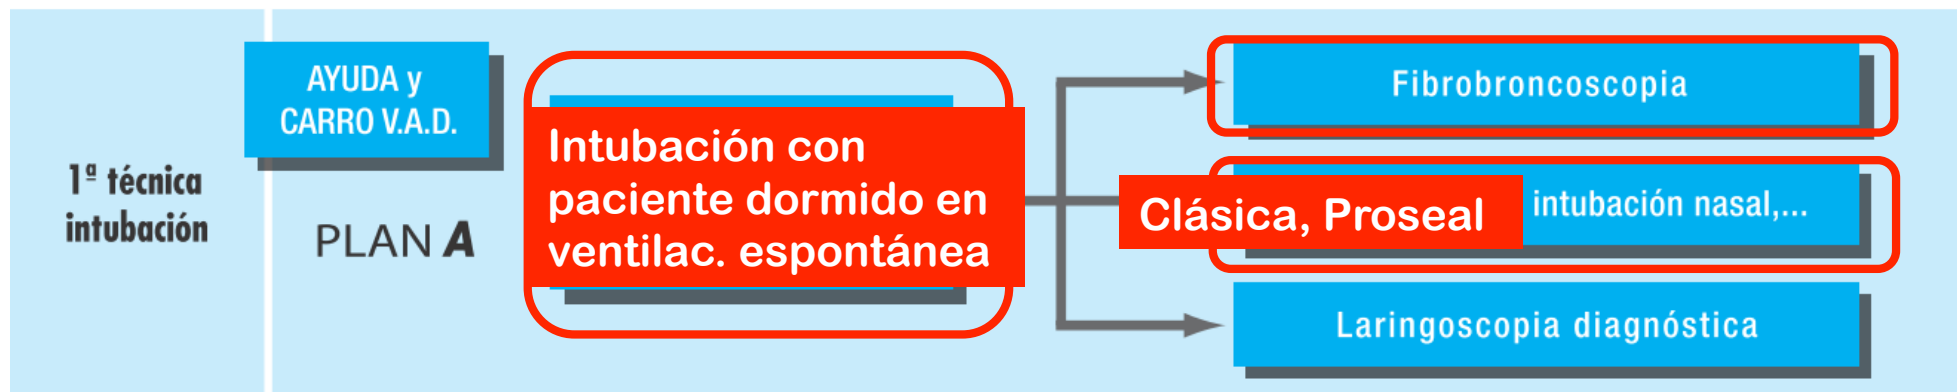 1ª técnica
intubación
AYUDA y
CARRO V.A.D.
PLAN A
Intubación con
paciente dormido en
ventilac. espontánea
Fibrobroncoscopia
Clásica, Proseal
intubación nasal,...
Laringoscopia diagnóstica